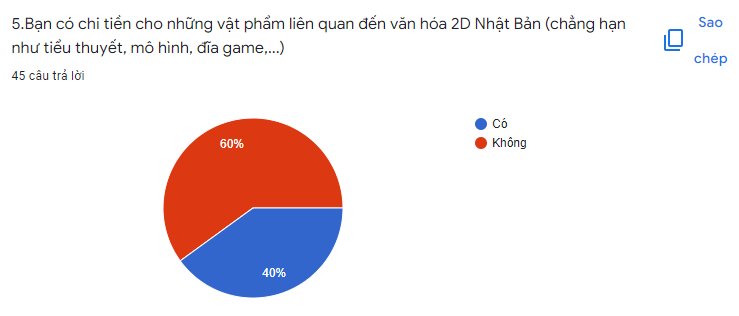 5.Bạn có chi tiền cho những vật phẩm liên quan đến văn hóa 2D Nhật Bản (chẳng hạn
như tiểu thuyết, mô hình, đĩa game,...)
Sao
chép
45 câu trả lời
Có
Không
60%
40%